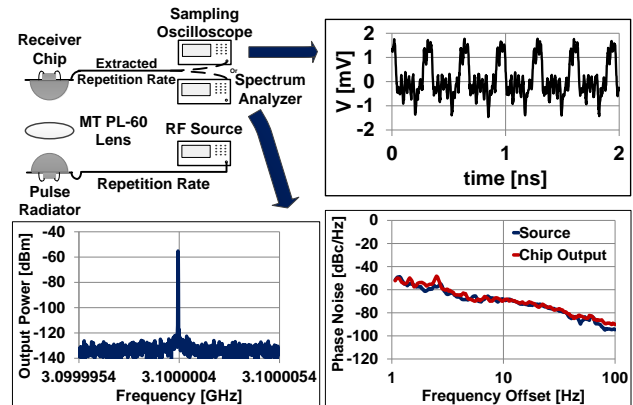 Sampling
Oscilloscope
Receiver
Chip
Extracted
Repetition Rate
Or
Spectrum
Analyzer
MT PL-60
Lens
RF Source
Pulse
Radiator
Repetition Rate
V [mV]
2
1
0
-1
-2
0
1
2
time [ns]
Output Power [dBm]
-40
-60
-80
-100
-120
-140
3.0999954
3.1000004
3.1000054
Frequency [GHz]
Phase Noise [dBc/Hz]
0
-20
-40
-60
-80
-100
-120
Source
Chip Output
1
10
100
Frequency Offset [Hz]